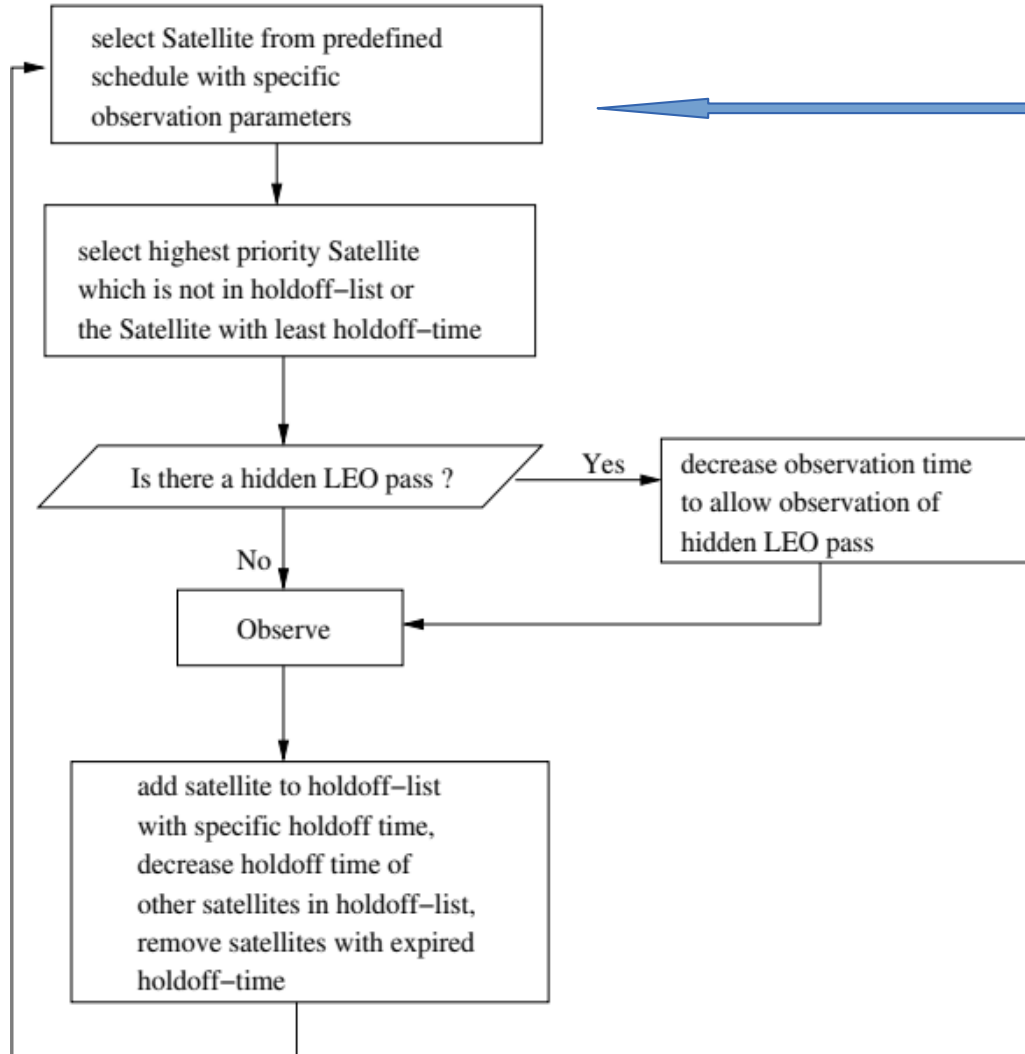 select Satellite from predefined
schedule with specific
observation parameters
select highest priority Satellite
which is not in holdoff−list or
the Satellite with least holdoff−time
Is there a hidden LEO pass ?
Yes
decrease observation time
to allow observation of
hidden LEO pass
No
Observe
add satellite to holdoff−list
with specific holdoff time,
decrease holdoff time of
other satellites in holdoff−list,
remove satellites with expired
holdoff−time